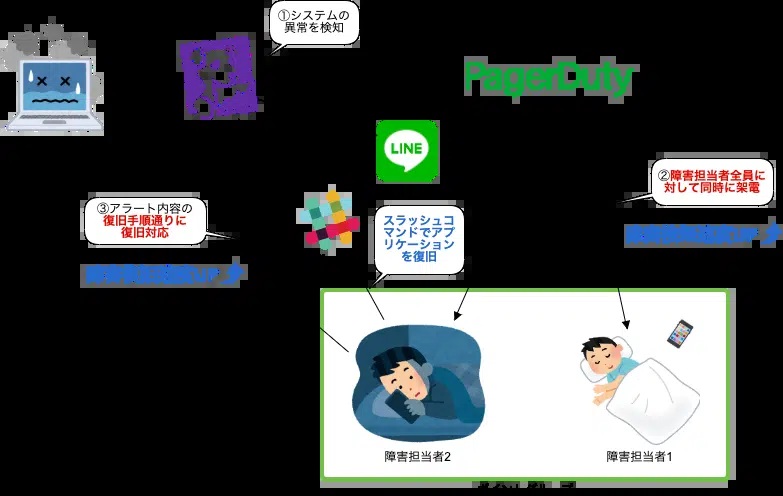 ①システムの
異常を検知
PagerDuty
LINE
②障害担当者全員に
対して同時に架電
③アラート内容の
復旧手順通りに
復旧対応
スラッシュコ
マンドでアプ
リケーション
を復旧
障害担当者2
障害担当者1